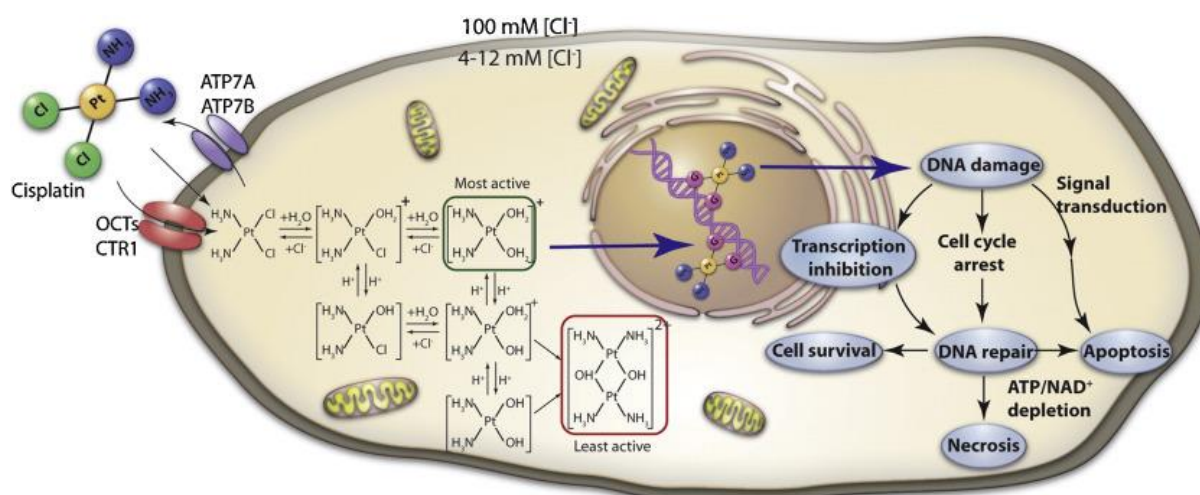 100 mM [Cl⁻]
4-12 mM [Cl⁻]
NH₃
NH₃
Pt
Cl
Cl
Cisplatin
ATP7A
ATP7B
OCTs
CTR1
H₃N
Cl
Pt
H₃N
Cl
+H₂O
+Cl⁻
[H₃N
OH₂]⁺
Pt
H₃N
Cl
+H₂O
+Cl⁻
Most active
[H₃N
OH₂]⁺
Pt
H₃N
OH₂
H⁺
H⁺
H⁺
H⁺
[H₃N
OH]
Pt
H₃N
Cl
+H₂O
+Cl⁻
[H₃N
OH₂]⁺
Pt
H₃N
OH
H⁺
H⁺
[H₃N
OH]
Pt
H₃N
OH
[H₃N
NH₃]²⁺
Pt
OH
OH
Pt
H₃N
NH₃
Least active
G
G
G
G
DNA damage
Signal
transduction
Transcription
inhibition
Cell cycle
arrest
Cell survival
DNA repair
Apoptosis
ATP/NAD⁺
depletion
Necrosis